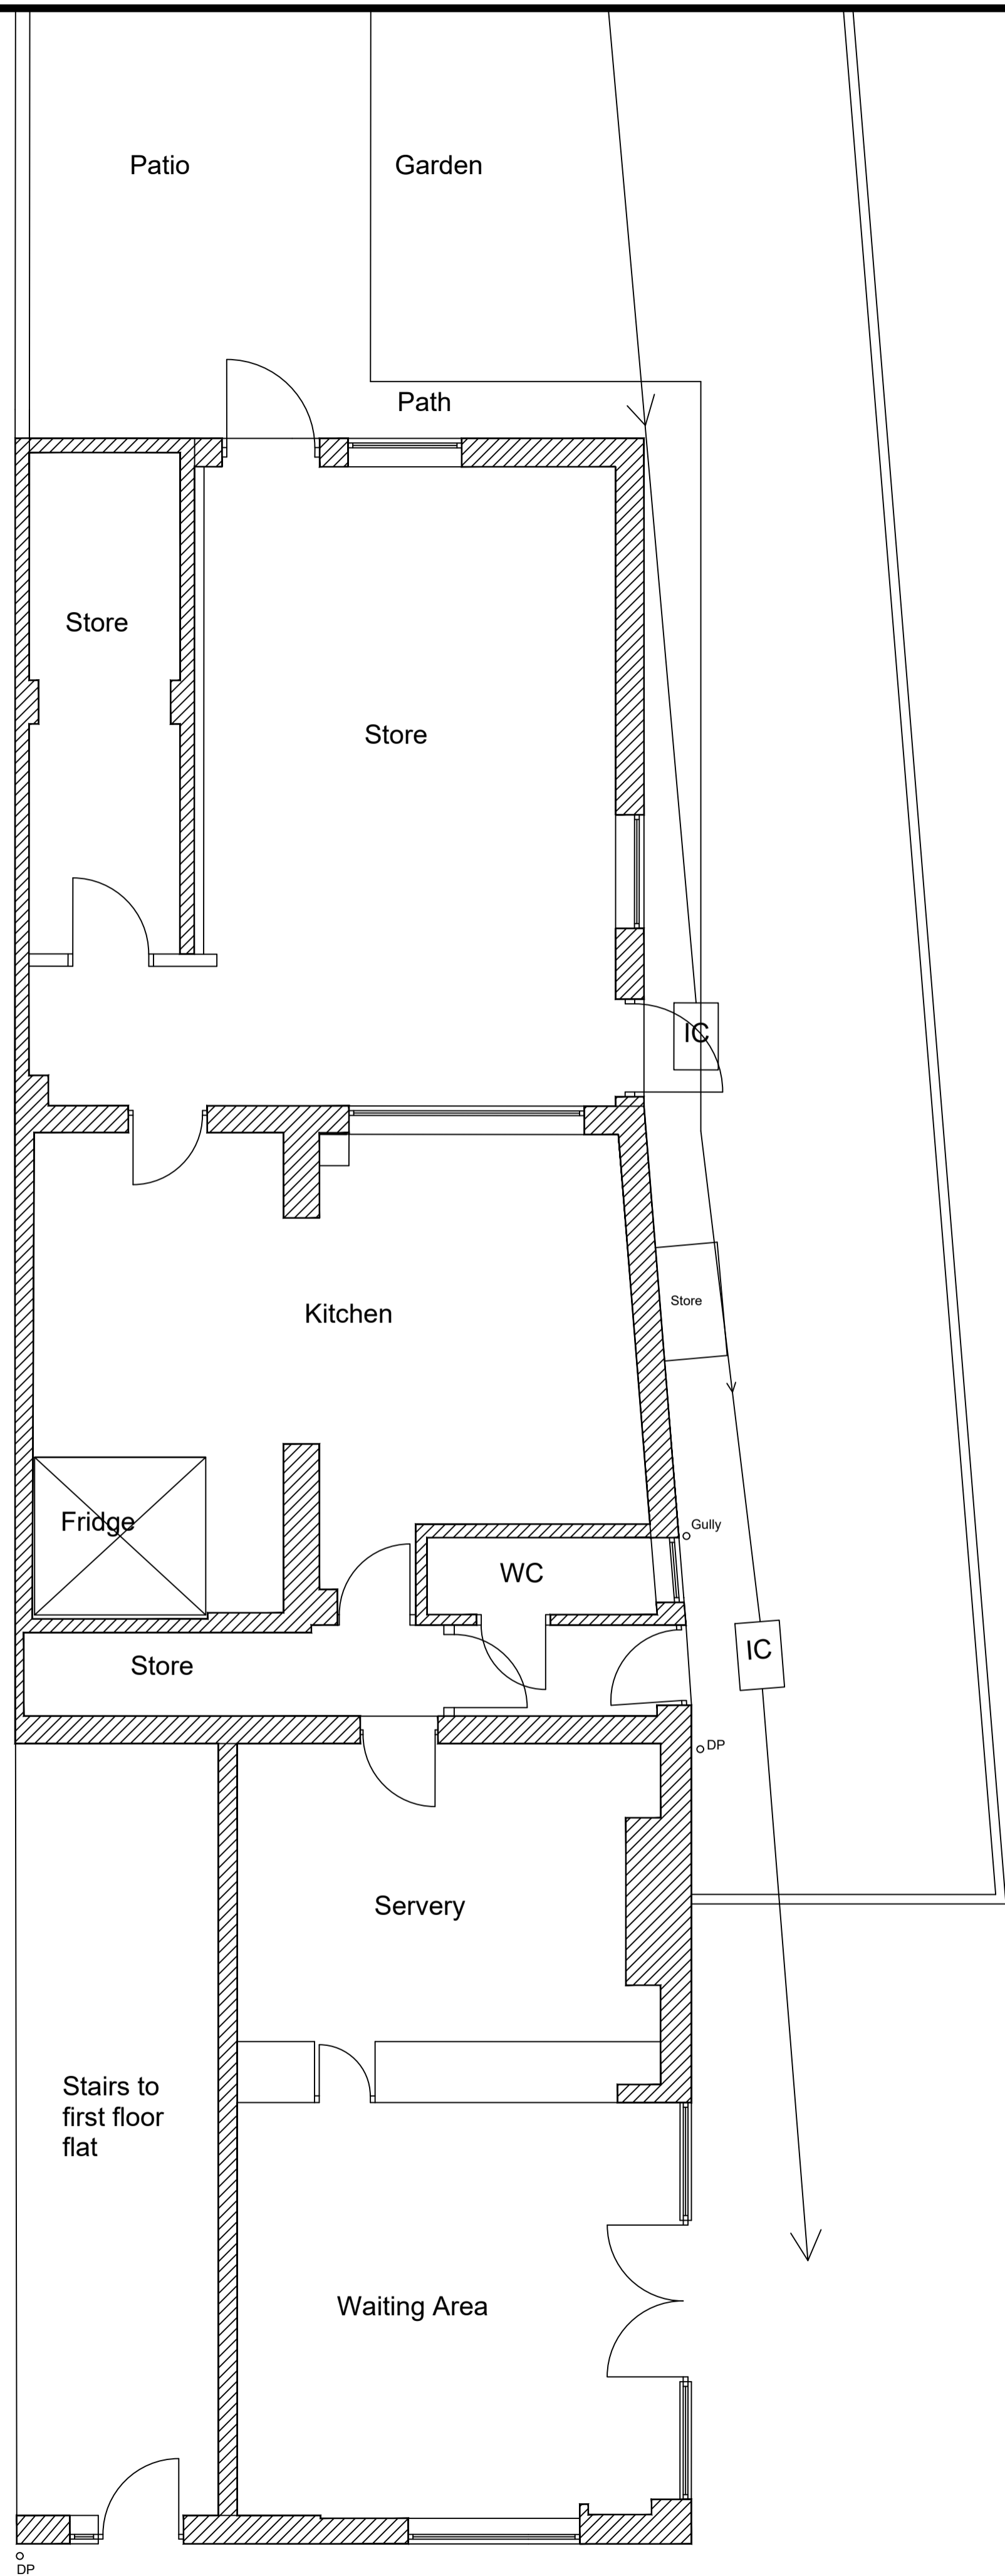 Patio
Garden
Path
Store
Store
IC
Store
Kitchen
Fridge
Gully
WC
IC
Store
DP
Servery
Stairs to
first floor
flat
Waiting Area
DP